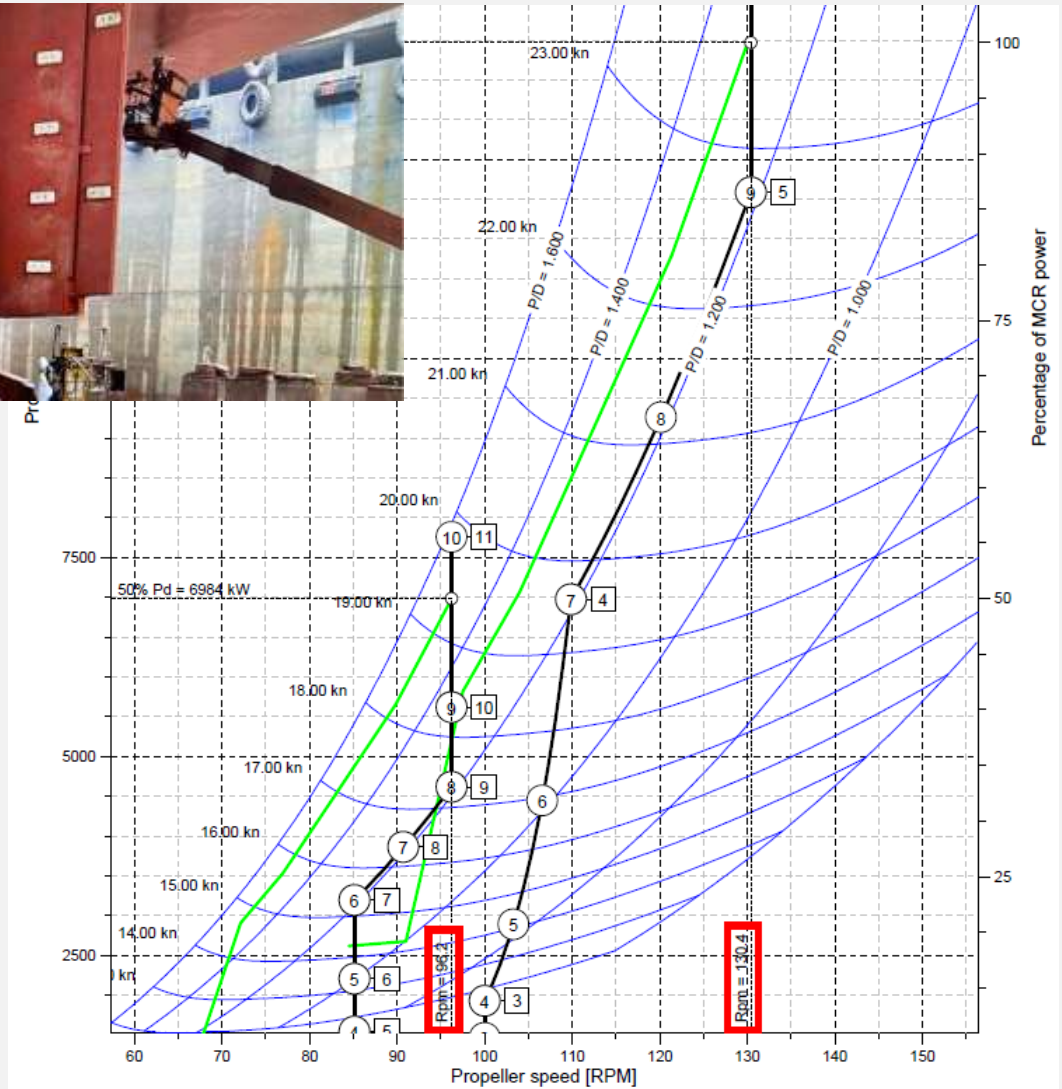 23.00 kn
100
9 5
22.00 kn
P/D = 1.600
P/D = 1.400
P/D = 1.200
P/D = 1.000
Percentage of MCR power
75
21.00 kn
8
20.00 kn
10 11
7500
50% Pd = 6984 kW
19.00 kn
7 4
50
18.00 kn
9 10
5000
17.00 kn
8 9
6
16.00 kn
7 8
15.00 kn
6 7
25
14.00 kn
5
2500
kn
5 6
Rpm = 96.2
Rpm = 130.4
4 3
4 5
60 70 80 90 100 110 120 130 140 150
Propeller speed [RPM]